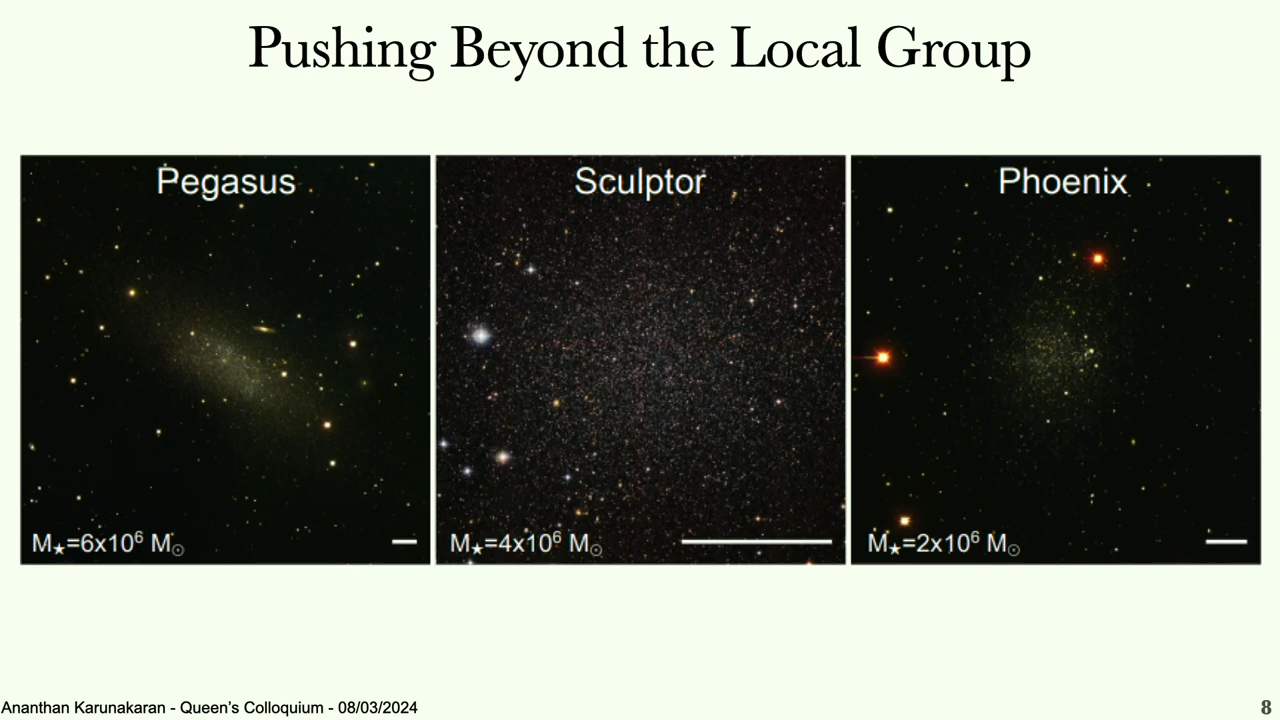 Pushing Beyond the Local Group
Pegasus
Sculptor
Phoenix
M★=6x10⁶ M☉
M★=4x10⁶ M☉
M★=2x10⁶ M☉
Ananthan Karunakaran - Queen’s Colloquium - 08/03/2024
8